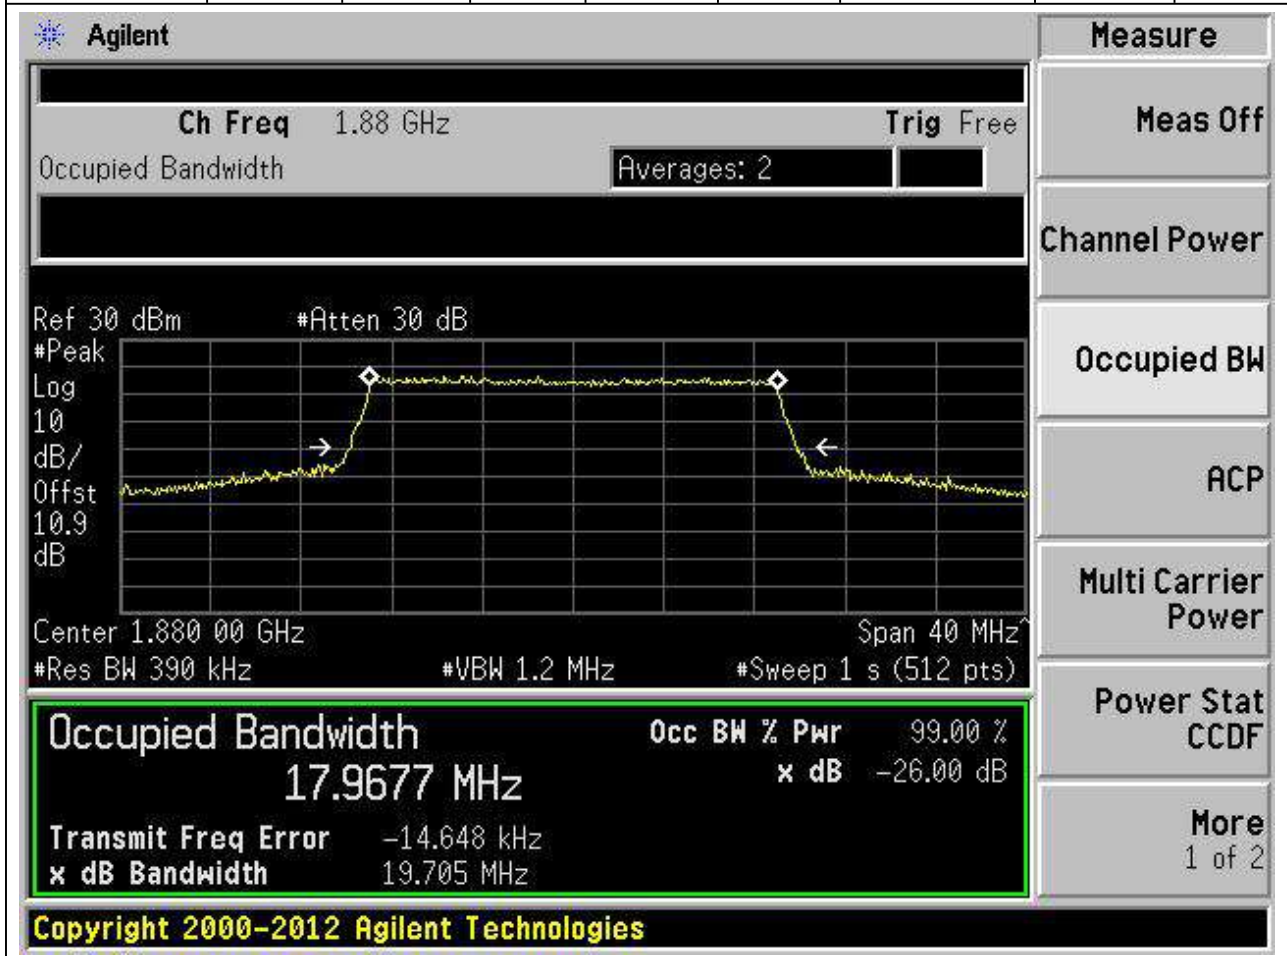 Agilent
Measure
Ch Freq 1.88 GHz Trig Free
Occupied Bandwidth Averages: 2
Meas Off
Channel Power
Occupied BW
ACP
Multi Carrier
Power
Power Stat
CCDF
More
1 of 2
Ref 30 dBm #Atten 30 dB
#Peak
Log
10
dB/
Offst
10.9
dB
Center 1.880 00 GHz Span 40 MHz^
#Res BW 390 kHz #VBW 1.2 MHz #Sweep 1 s (512 pts)
Occupied Bandwidth Occ BW % Pwr 99.00 %
17.9677 MHz x dB -26.00 dB
Transmit Freq Error -14.648 kHz
x dB Bandwidth 19.705 MHz
Copyright 2000-2012 Agilent Technologies